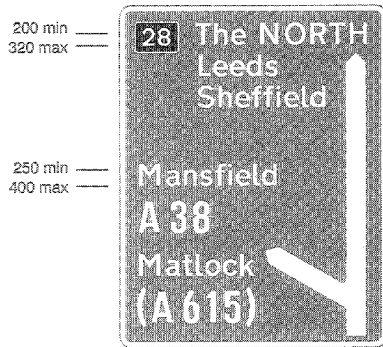 200 min
320 max
28 The NORTH
Leeds
Sheffield
250 min
400 max
Mansfield
A 38
Matlock
(A 615)